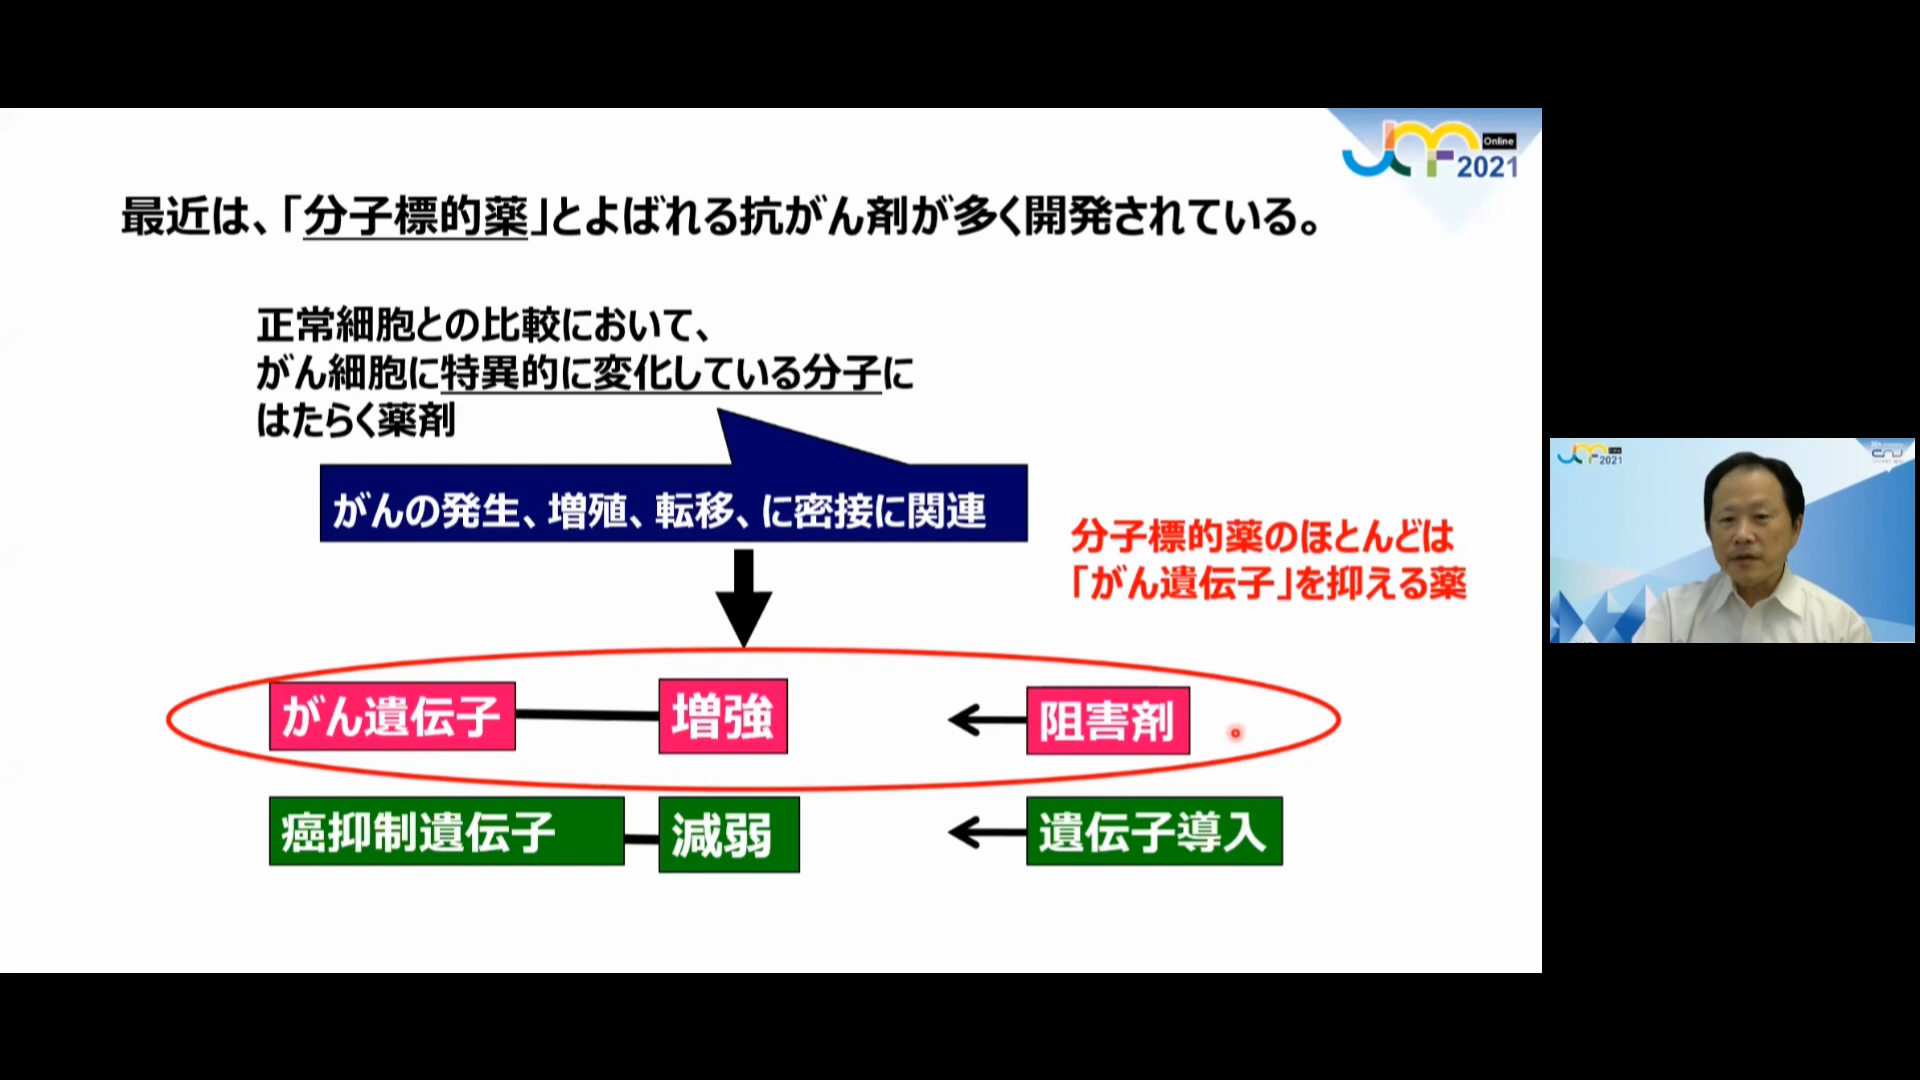 Online
2021
最近は、「分子標的薬」とよばれる抗がん剤が多く開発されている。
正常細胞との比較において、
がん細胞に特異的に変化している分子に
はたらく薬剤
がんの発生、増殖、転移、に密接に関連
分子標的薬のほとんどは
「がん遺伝子」を抑える薬
がん遺伝子 増強 阻害剤
癌抑制遺伝子 減弱 遺伝子導入
2021